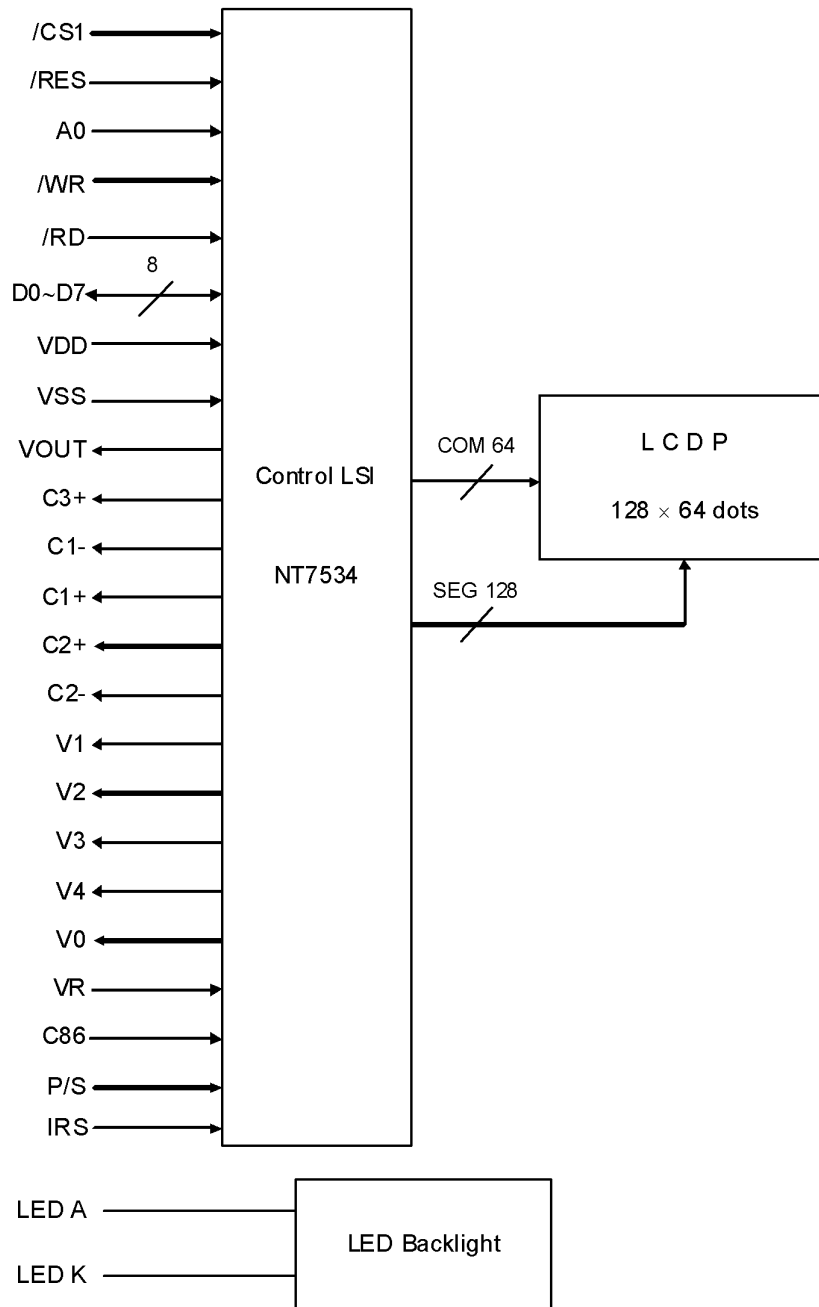 /CS1
/RES
A0
/WR
/RD
8
D0~D7
VDD
VSS
VOUT
C3+
C1-
C1+
C2+
C2-
V1
V2
V3
V4
V0
VR
C86
P/S
IRS
Control LSI
NT7534
COM 64
SEG 128
L C D P
128 × 64 dots
LED A
LED K
LED Backlight